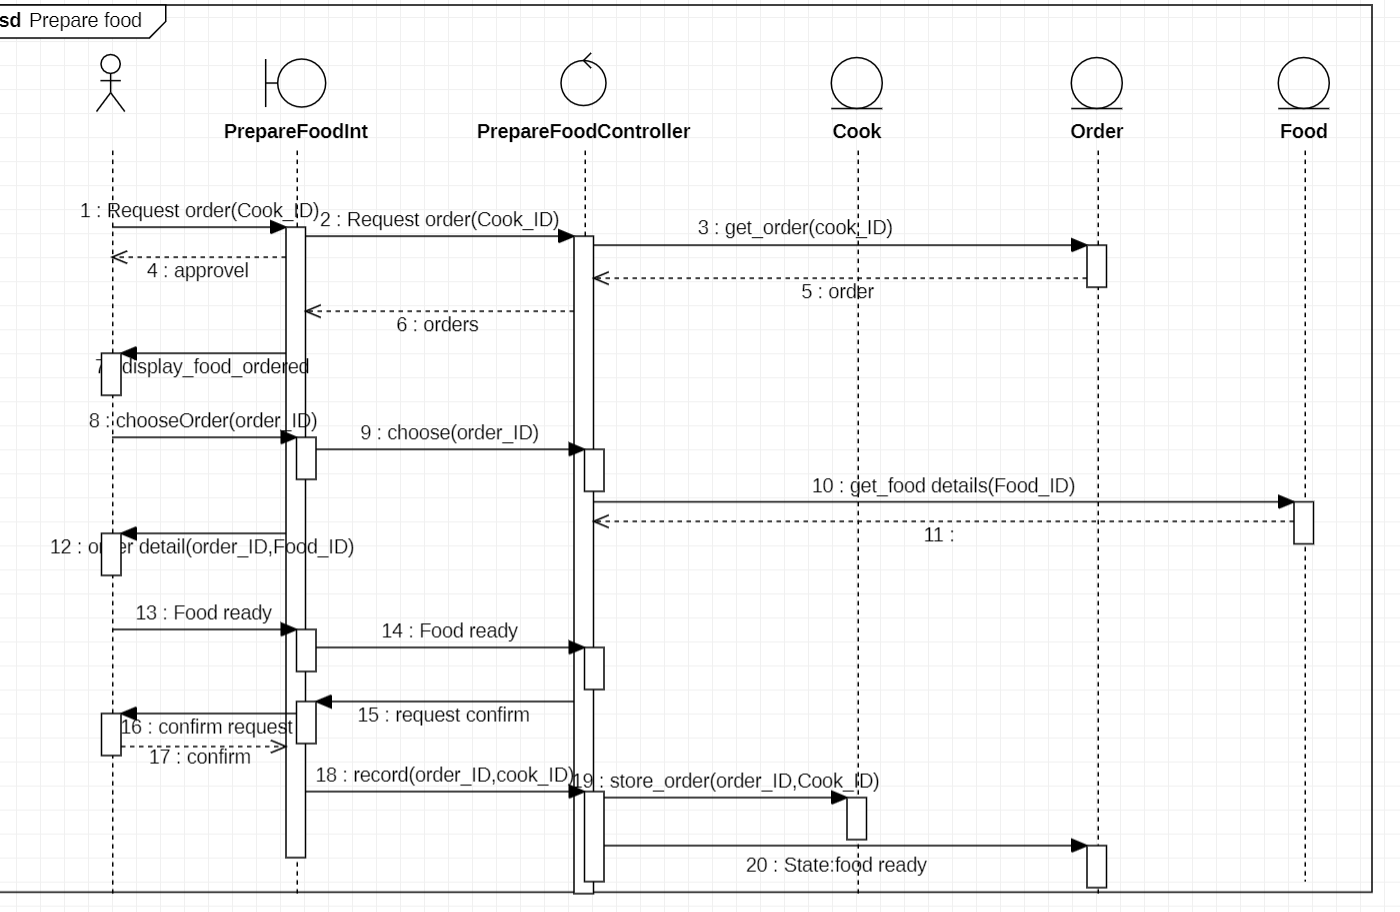 sd Prepare food
PrepareFoodInt
PrepareFoodController
Cook
Order
Food
1 : Request order(Cook_ID)
2 : Request order(Cook_ID)
3 : get_order(cook_ID)
4 : approvel
5 : order
6 : orders
7 : display_food_ordered
8 : chooseOrder(order_ID)
9 : choose(order_ID)
10 : get_food details(Food_ID)
11 :
12 : order detail(order_ID,Food_ID)
13 : Food ready
14 : Food ready
15 : request confirm
16 : confirm request
17 : confirm
18 : record(order_ID,cook_ID)
19 : store_order(order_ID,Cook_ID)
20 : State:food ready